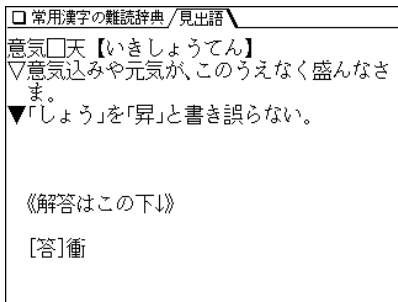 □ 常用漢字の難読辞典/見出語
意気□天【いきしょうてん】
▽意気込みや元気が、このうえなく盛んなさ
ま。
▼「しょう」を「昇」と書き誤らない。
《解答はこの下↓》
[答]衝